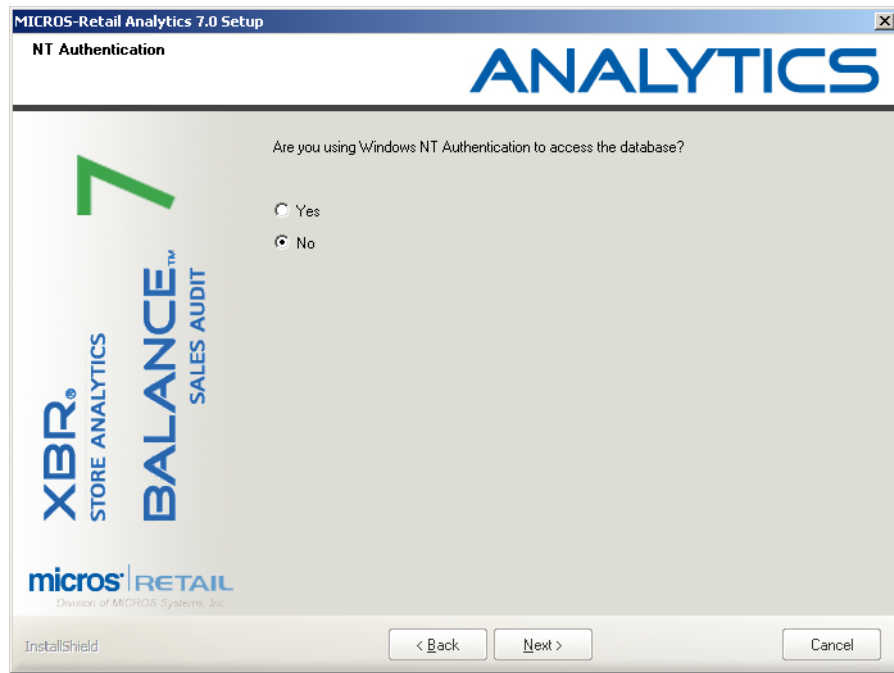 MICROS-Retail Analytics 7.0 Setup
NT Authentication
ANALYTICS
Are you using Windows NT Authentication to access the database?
Yes
No
7
XBR®
STORE ANALYTICS
BALANCE™
SALES AUDIT
micros® RETAIL
Division of MICROS Systems, Inc.
InstallShield
< Back
Next >
Cancel